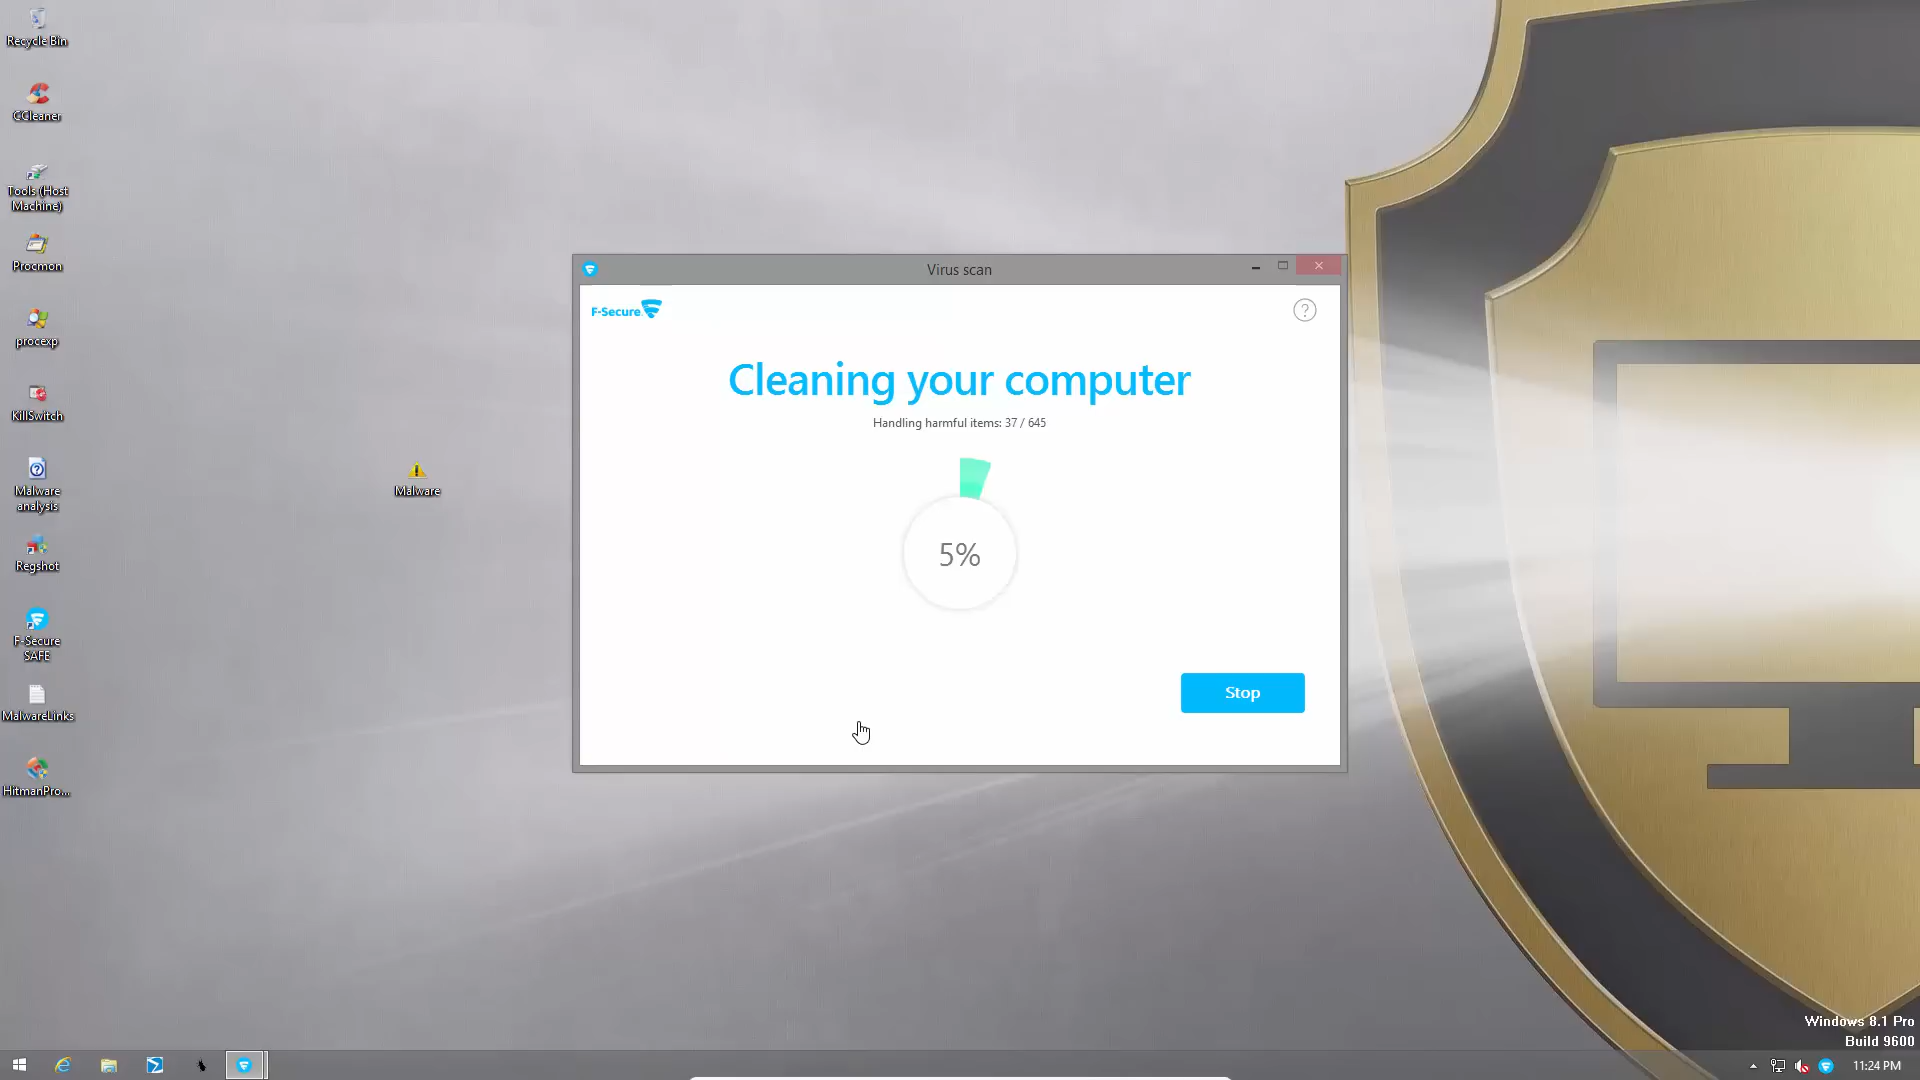 Recycle Bin
CCleaner
Tools (Host
Machine)
Procmon
procexp
KillSwitch
Malware
analysis
Regshot
F-Secure
SAFE
MalwareLinks
HitmanPro...
Malware
Virus scan
F-Secure
?
Cleaning your computer
Handling harmful items: 37 / 645
5%
Stop
Windows 8.1 Pro
Build 9600
11:24 PM